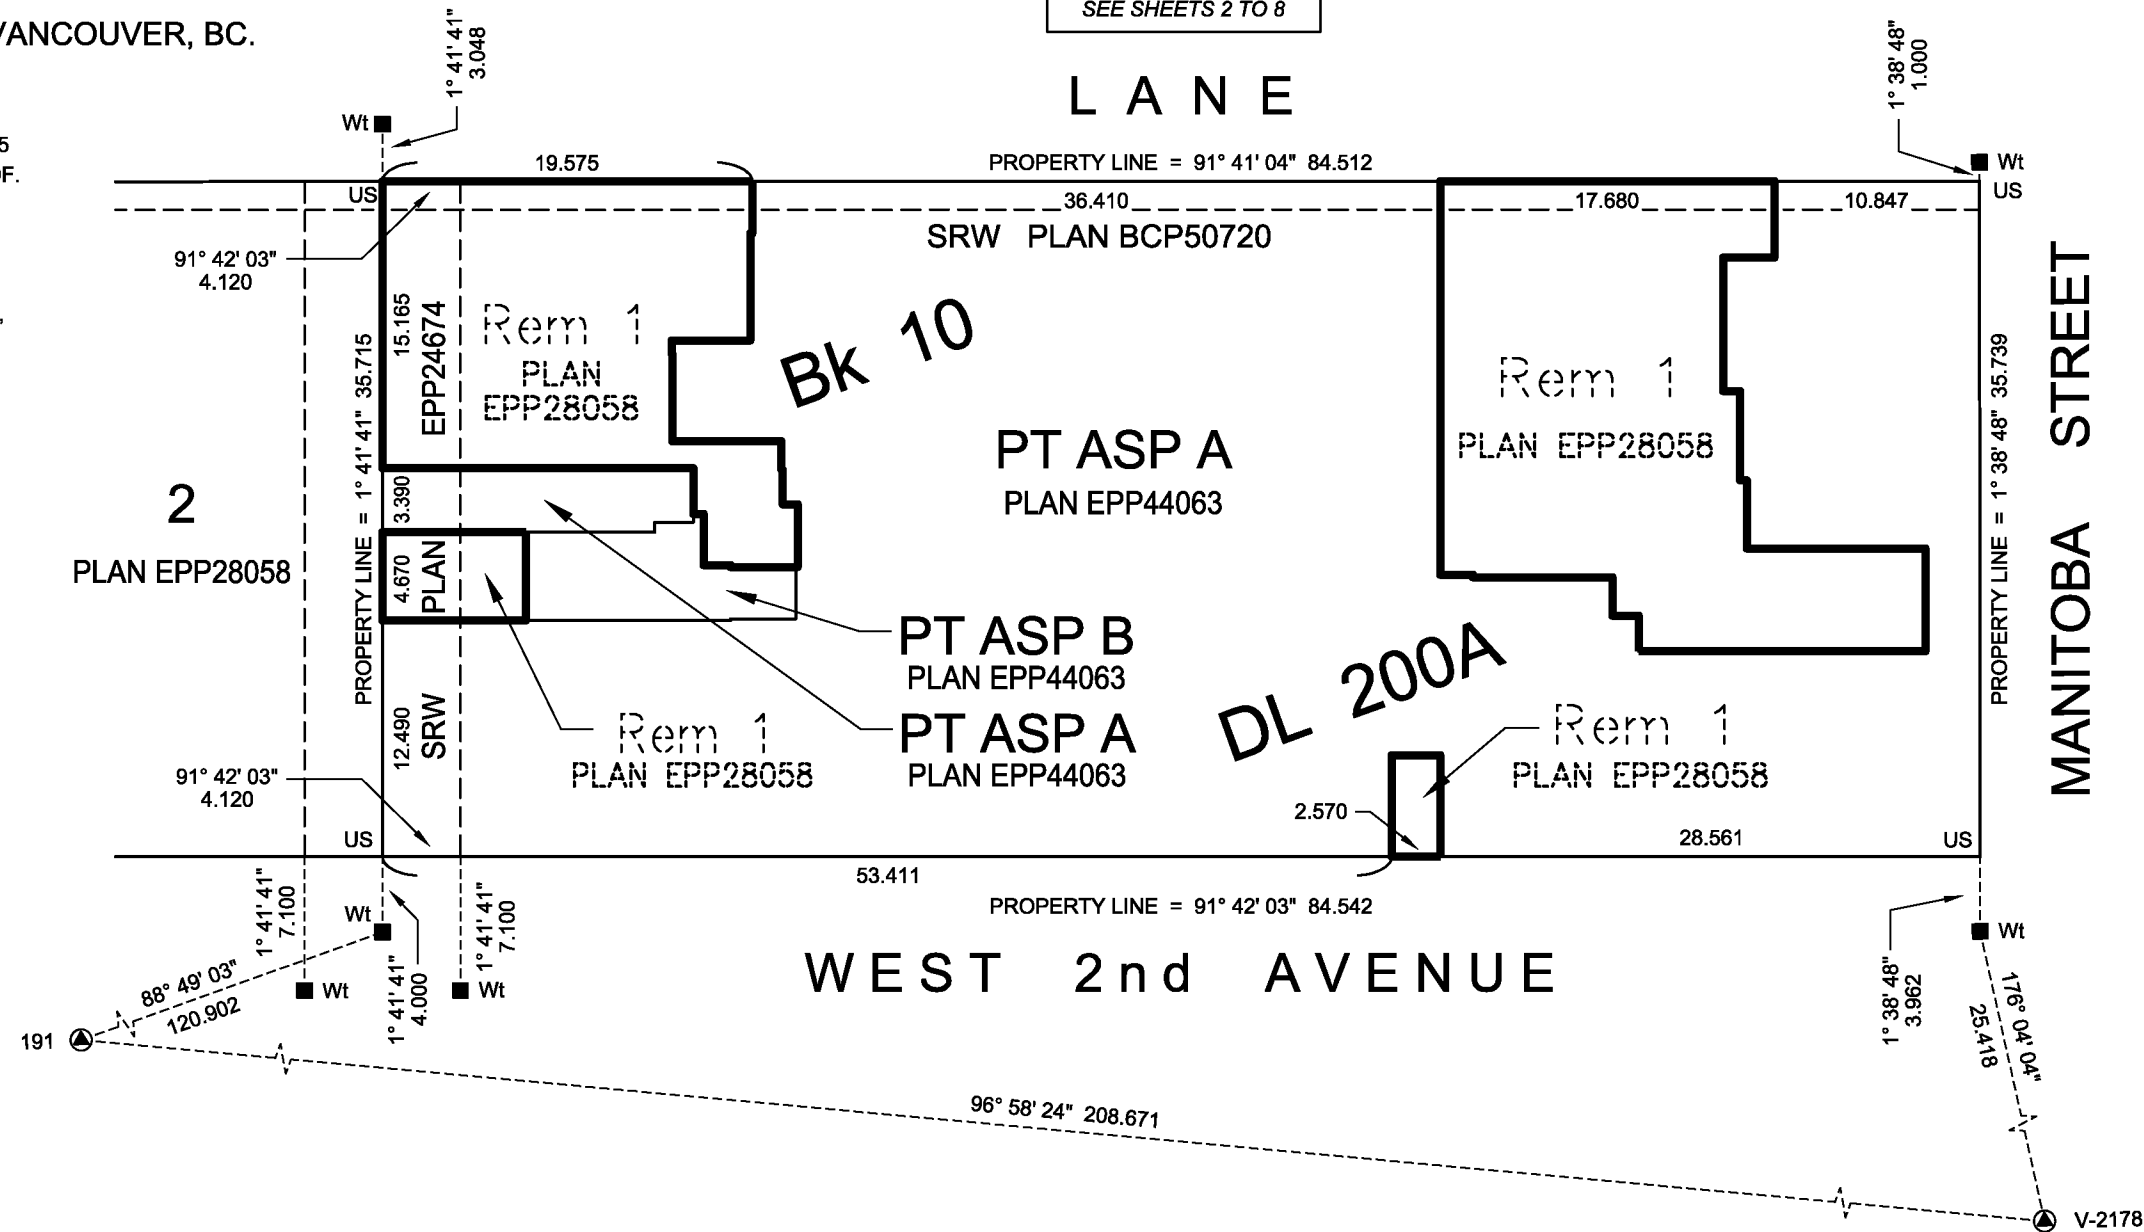 SEE SHEETS 2 TO 8
VANCOUVER, BC.
1° 41' 41"
3.048
1° 38' 48"
1.000
LANE
Wt
5
F.
19.575
PROPERTY LINE = 91° 41' 04" 84.512
Wt
US
36.410
17.680
10.847
US
SRW PLAN BCP50720
91° 42' 03"
4.120
15.165
EPP24674
Rem 1
PLAN
EPP28058
Bk 10
Rem 1
PLAN EPP28058
PROPERTY LINE = 1° 41' 41" 35.715
PROPERTY LINE = 1° 38' 48" 35.739
MANITOBA STREET
PT ASP A
PLAN EPP44063
2
PLAN EPP28058
3.390
4.670
PLAN
PT ASP B
PLAN EPP44063
DL 200A
12.490
SRW
Rem 1
PLAN EPP28058
PT ASP A
PLAN EPP44063
Rem 1
PLAN EPP28058
91° 42' 03"
4.120
2.570
US
28.561
US
53.411
PROPERTY LINE = 91° 42' 03" 84.542
1° 41' 41"
7.100
Wt
1° 41' 41"
7.100
Wt
WEST 2nd AVENUE
88° 49' 03"
120.902
Wt
1° 41' 41"
4.000
Wt
1° 38' 48"
3.962
176° 04' 04"
25.418
191
96° 58' 24" 208.671
V-2178